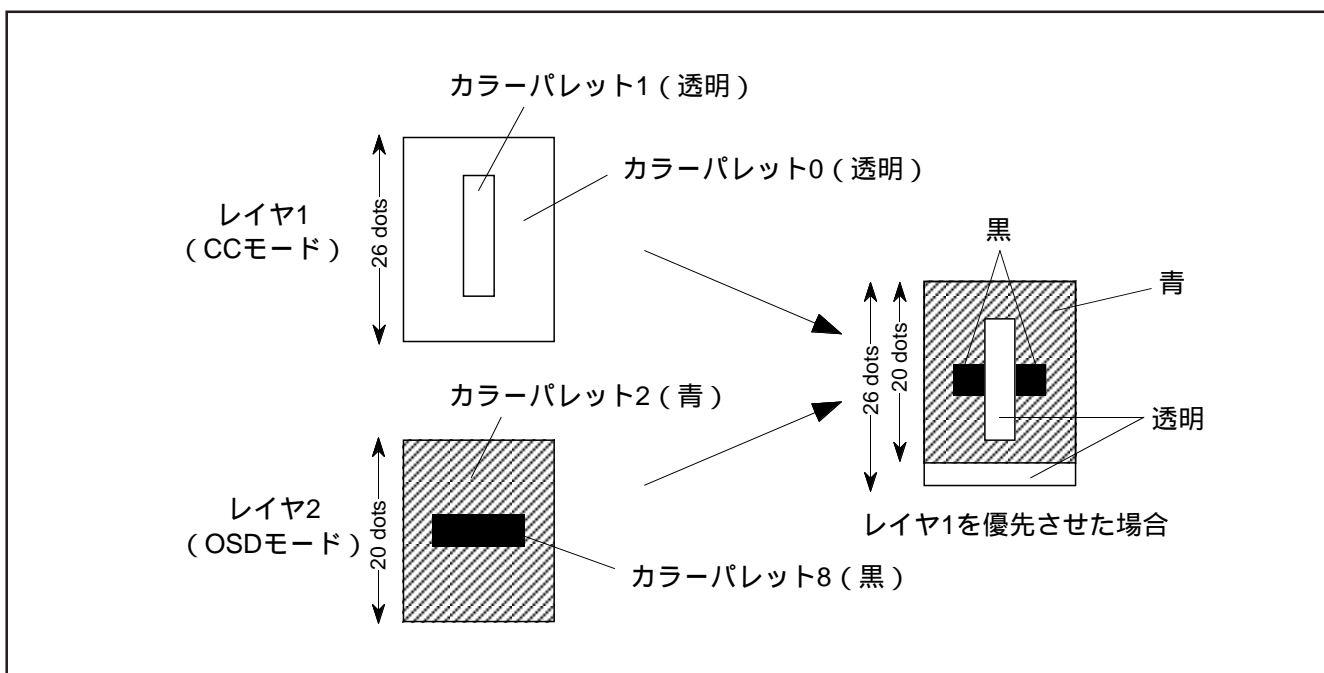 カラーパレット1（透明）
カラーパレット0（透明）
レイヤ1
（CCモード）
26 dots
カラーパレット2（青）
レイヤ2
（OSDモード）
20 dots
カラーパレット8（黒）
黒
青
26 dots
20 dots
透明
レイヤ1を優先させた場合